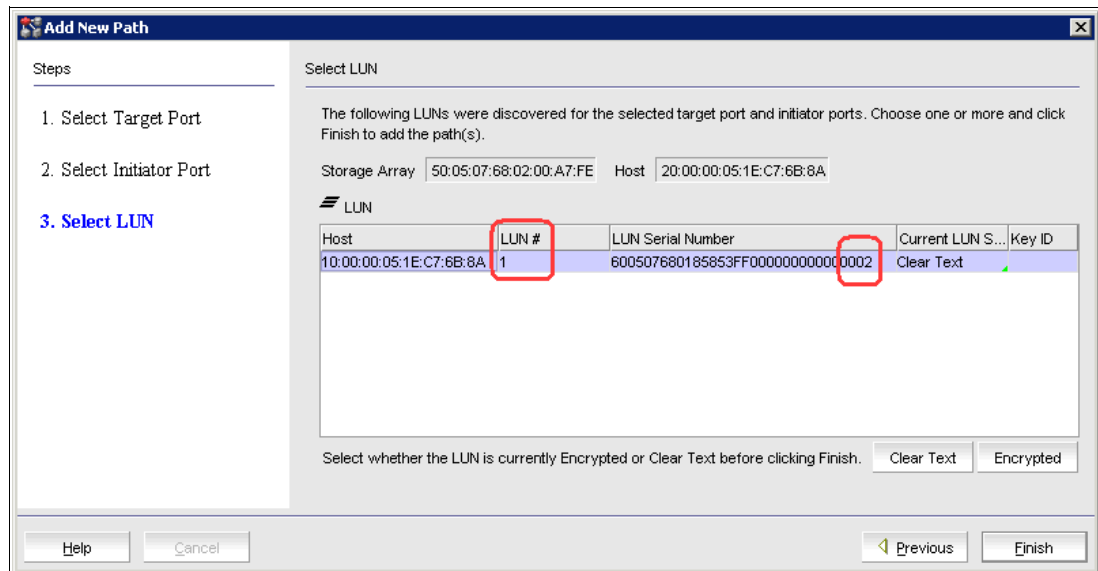 Add New Path
Steps
1. Select Target Port
2. Select Initiator Port
3. Select LUN
Select LUN
The following LUNs were discovered for the selected target port and initiator ports. Choose one or more and click
Finish to add the path(s).
Storage Array 50:05:07:68:02:00:A7:FE Host 20:00:00:05:1E:C7:6B:8A
LUN
Host LUN # LUN Serial Number Current LUN S... Key ID
10:00:00:05:1E:C7:6B:8A 1 600507680185853FF000000000000002 Clear Text
Select whether the LUN is currently Encrypted or Clear Text before clicking Finish. Clear Text Encrypted
Help Cancel Previous Finish